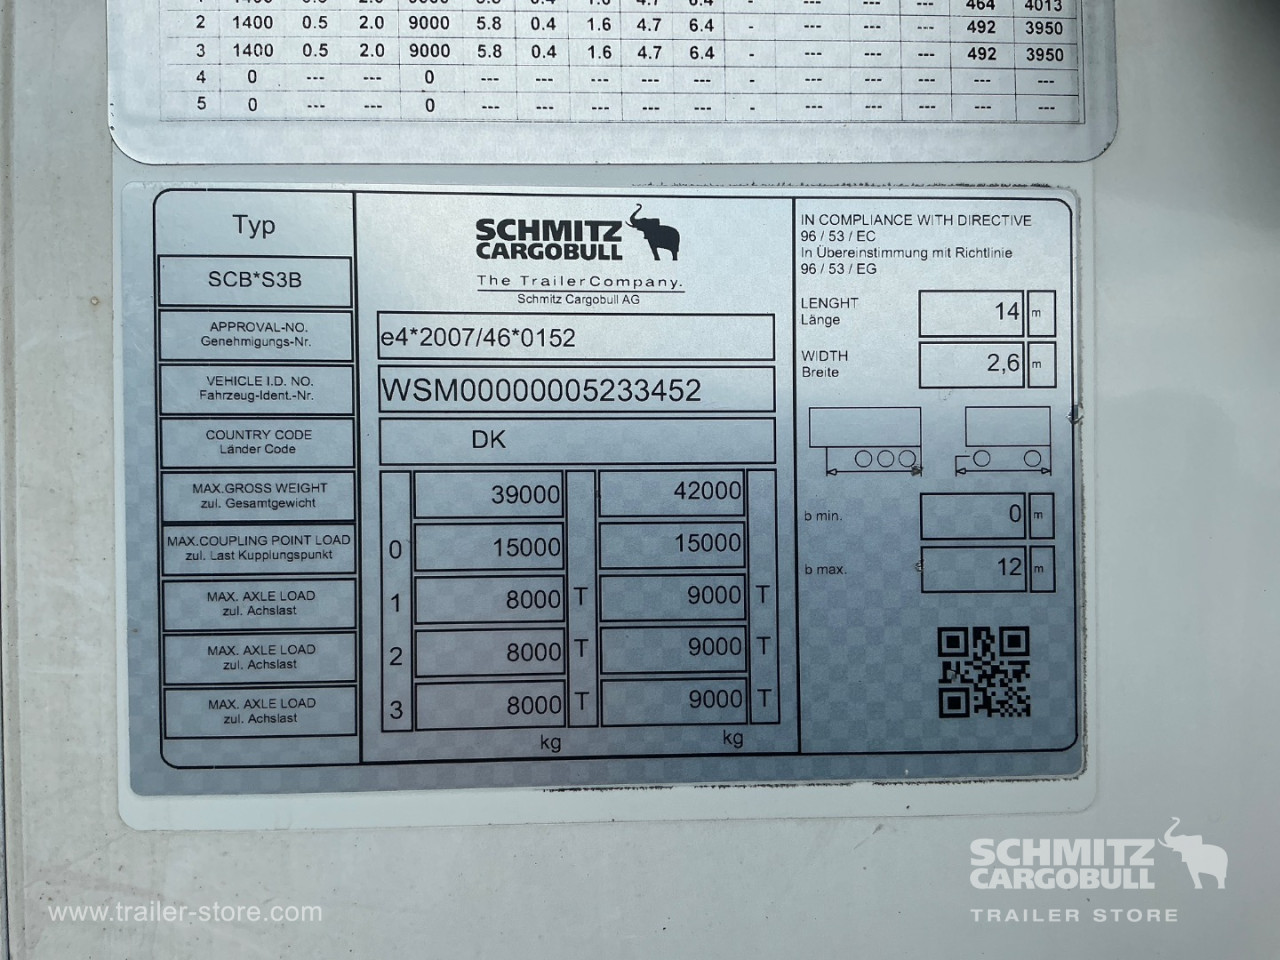 464 4013
2 1400 0.5 2.0 9000 5.8 0.4 1.6 4.7 6.4 - --- --- --- 492 3950
3 1400 0.5 2.0 9000 5.8 0.4 1.6 4.7 6.4 - --- --- --- 492 3950
4 0 --- --- 0 --- --- --- --- --- - --- --- --- --- ---
5 0 --- --- 0 --- --- --- --- --- - --- --- --- --- ---
Typ
SCB*S3B
APPROVAL-NO.
Genehmigungs-Nr.
VEHICLE I.D. NO.
Fahrzeug-Ident.-Nr.
COUNTRY CODE
Länder Code
MAX.GROSS WEIGHT
zul. Gesamtgewicht
MAX.COUPLING POINT LOAD
zul. Last Kupplungspunkt
MAX. AXLE LOAD
zul. Achslast
MAX. AXLE LOAD
zul. Achslast
MAX. AXLE LOAD
zul. Achslast
SCHMITZ
CARGOBULL
The TrailerCompany.
Schmitz Cargobull AG
e4*2007/46*0152
WSM00000005233452
DK
39000 42000
0 15000 15000
1 8000 T 9000 T
2 8000 T 9000 T
3 8000 T 9000 T
kg kg
IN COMPLIANCE WITH DIRECTIVE
96 / 53 / EC
In Übereinstimmung mit Richtlinie
96 / 53 / EG
LENGHT
Länge
14 m
WIDTH
Breite
2,6 m
b min. 0 m
b max. 12 m
www.trailer-store.com
SCHMITZ
CARGOBULL
TRAILER STORE